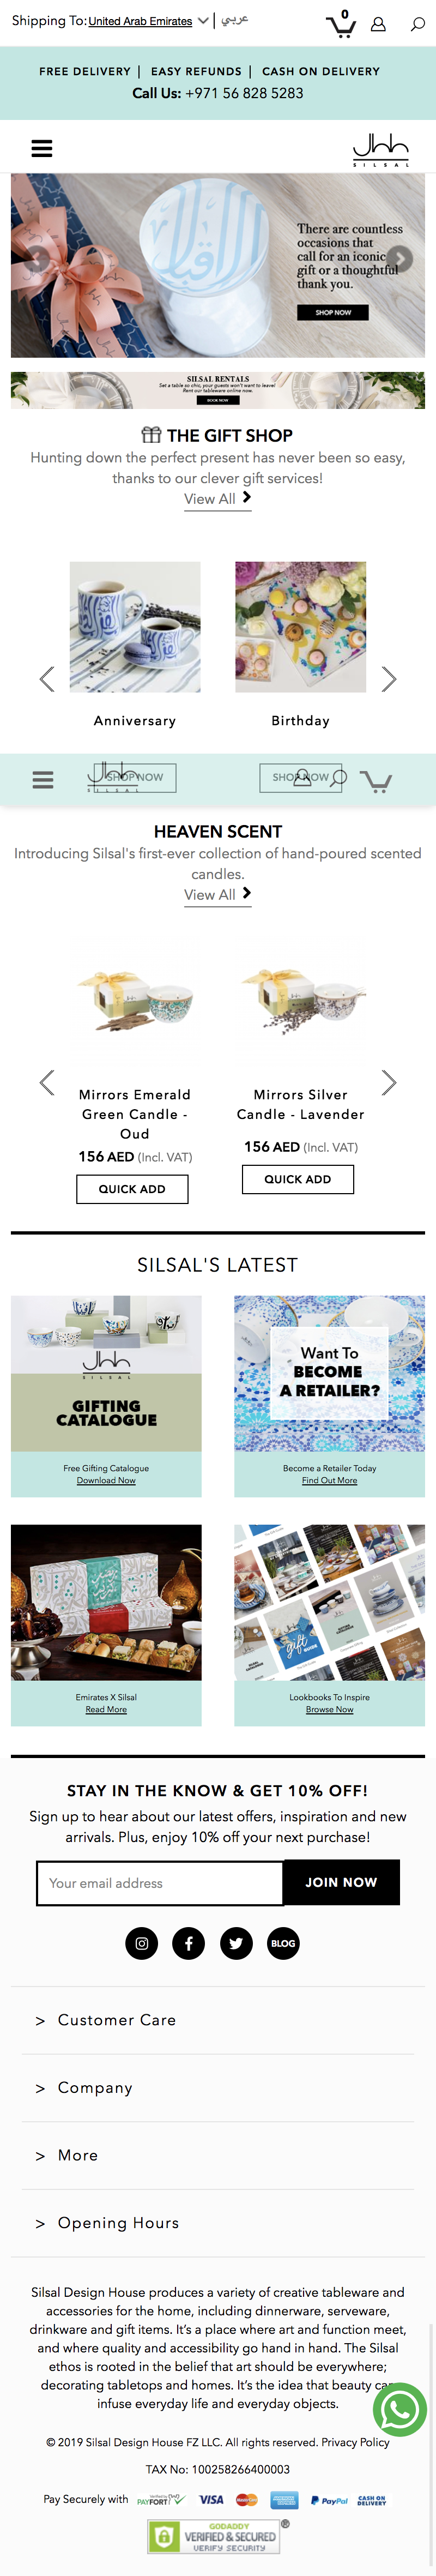 Shipping To:United Arab Emirates
عربي
0
FREE DELIVERY | EASY REFUNDS | CASH ON DELIVERY
Call Us: +971 56 828 5283
SILSAL
There are countless
occasions that
call for an iconic
gift or a thoughtful
thank you.
SHOP NOW
SILSAL RENTALS
Set a table so chic, your guests won't want to leave!
Rent our tableware online now.
BOOK NOW
THE GIFT SHOP
Hunting down the perfect present has never been so easy,
thanks to our clever gift services!
View All
Anniversary
Birthday
SHOP NOW
SHOP NOW
SILSAL
HEAVEN SCENT
Introducing Silsal's first-ever collection of hand-poured scented
candles.
View All
Mirrors Emerald
Green Candle -
Oud
156 AED (Incl. VAT)
QUICK ADD
Mirrors Silver
Candle - Lavender
156 AED (Incl. VAT)
QUICK ADD
SILSAL'S LATEST
SILSAL
GIFTING
CATALOGUE
Free Gifting Catalogue
Download Now
Want To
BECOME
A RETAILER?
Become a Retailer Today
Find Out More
Emirates X Silsal
Read More
gift
GUIDE
Lookbooks To Inspire
Browse Now
STAY IN THE KNOW & GET 10% OFF!
Sign up to hear about our latest offers, inspiration and new
arrivals. Plus, enjoy 10% off your next purchase!
Your email address
JOIN NOW
BLOG
> Customer Care
> Company
> More
> Opening Hours
Silsal Design House produces a variety of creative tableware and
accessories for the home, including dinnerware, serveware,
drinkware and gift items. It's a place where art and function meet,
and where quality and accessibility go hand in hand. The Silsal
ethos is rooted in the belief that art should be everywhere;
decorating tabletops and homes. It's the idea that beauty can
infuse everyday life and everyday objects.
© 2019 Silsal Design House FZ LLC. All rights reserved. Privacy Policy
TAX No: 100258266400003
Pay Securely with
PAYFORT
VISA
MasterCard
PayPal
CASH ON
DELIVERY
GODADDY
VERIFIED & SECURED
VERIFY SECURITY